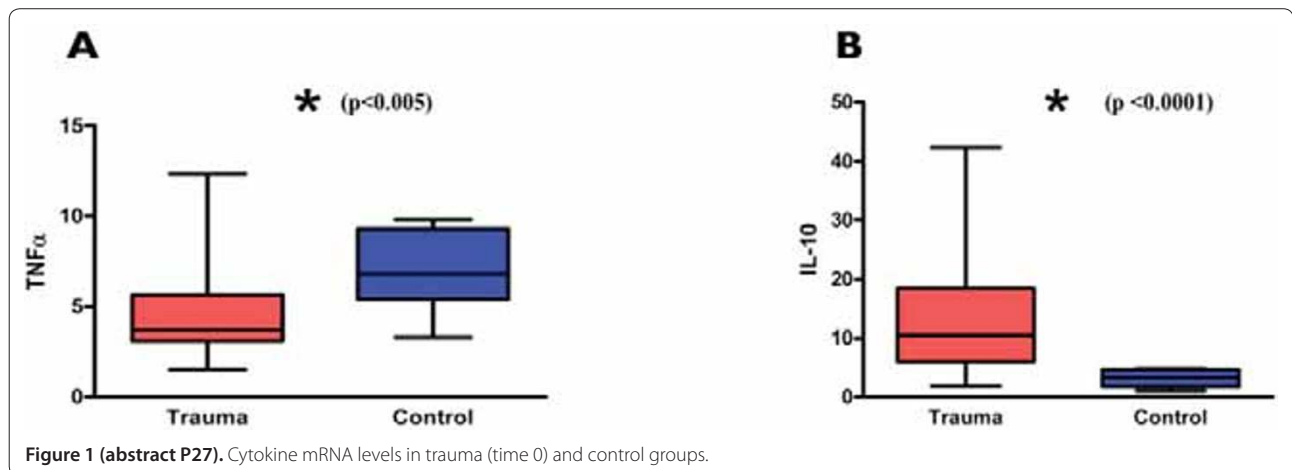 A
* (p<0.005)
15
10
5
0
TNFα
Trauma Control
B
* (p <0.0001)
50
40
30
20
10
0
IL-10
Trauma Control
Figure 1 (abstract P27). Cytokine mRNA levels in trauma (time 0) and control groups.